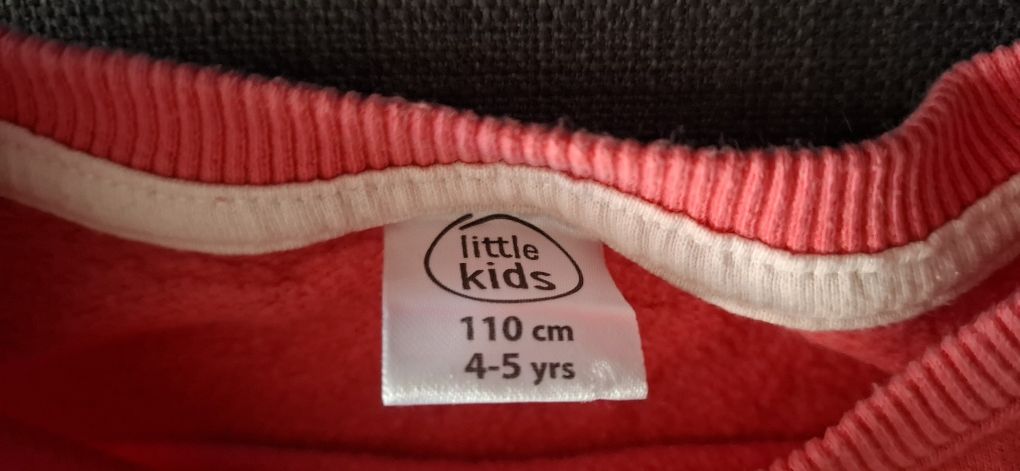 little
kids
110 cm
4-5 yrs